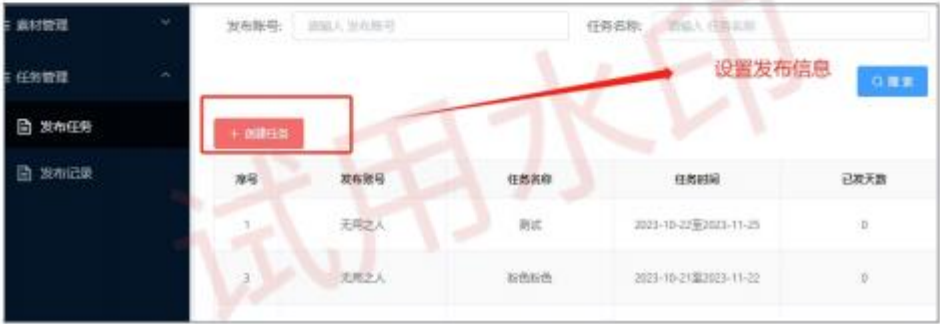 素材管理
发布账号: 请输入 发布账号
任务名称: 请输入 任务名称
任务管理
设置发布信息
搜索
发布任务
+ 创建任务
发布记录
序号 发布账号 任务名称 任务时间 已发天数
1 无用之人 测试 2023-10-22至2023-11-25 0
3 无用之人 粉色粉色 2023-10-21至2023-11-22 0
试用水印